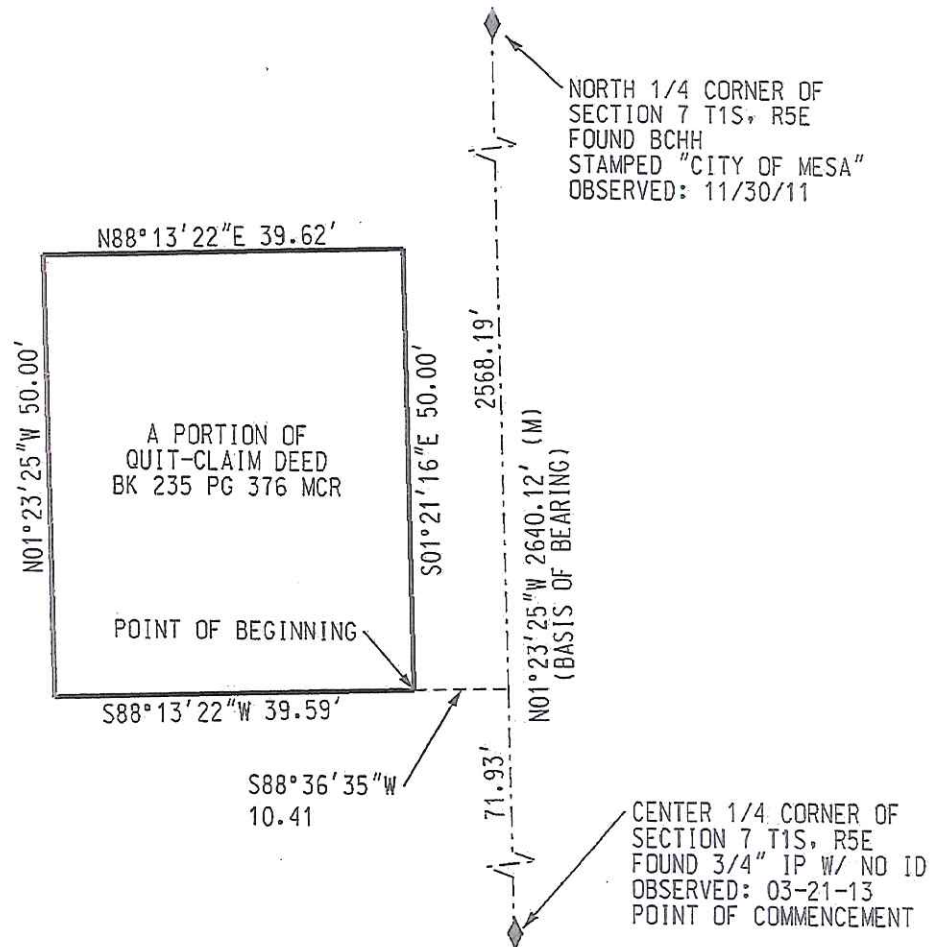 NORTH 1/4 CORNER OF
SECTION 7 T1S, R5E
FOUND BCHH
STAMPED "CITY OF MESA"
OBSERVED: 11/30/11
N88°13'22"E 39.62'
2568.19'
N01°23'25"W 50.00'
A PORTION OF
QUIT-CLAIM DEED
BK 235 PG 376 MCR
S01°21'16"E 50.00'
N01°23'25"W 2640.12' (M)
(BASIS OF BEARING)
POINT OF BEGINNING
S88°13'22"W 39.59'
S88°36'35"W
10.41
71.93'
CENTER 1/4 CORNER OF
SECTION 7 T1S, R5E
FOUND 3/4" IP W/ NO ID
OBSERVED: 03-21-13
POINT OF COMMENCEMENT